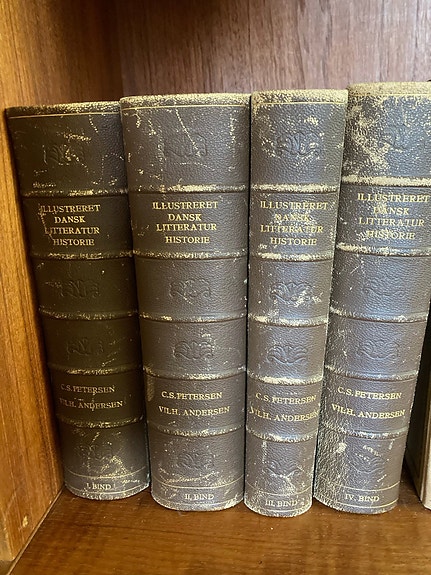 ILLUSTRERET
DANSK
LITTERATUR
HISTORIE
C.S. PETERSEN
VILH. ANDERSEN
I. BIND
ILLUSTRERET
DANSK
LITTERATUR
HISTORIE
C.S. PETERSEN
VILH. ANDERSEN
II. BIND
ILLUSTRERET
DANSK
LITTERATUR
HISTORIE
C.S. PETERSEN
VILH. ANDERSEN
III. BIND
ILLUSTRERET
DANSK
LITTERATUR
HISTORIE
C.S. PETERSEN
VILH. ANDERSEN
IV. BIND